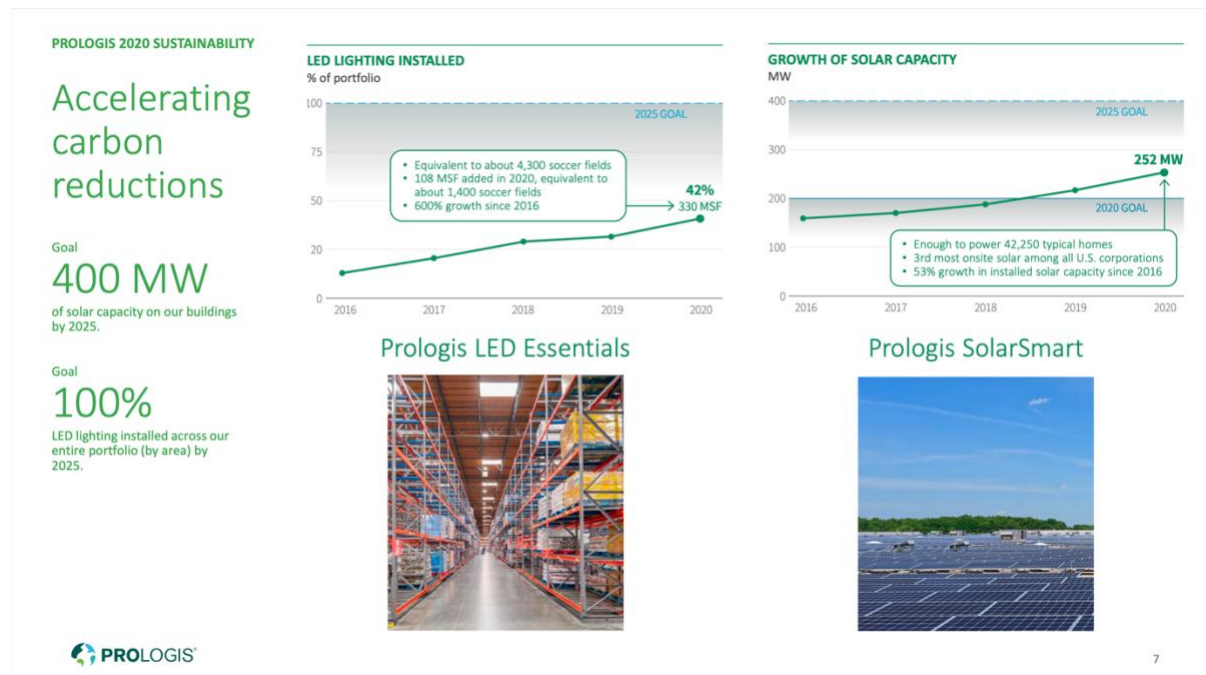 PROLOGIS 2020 SUSTAINABILITY
Accelerating
carbon
reductions
Goal
400 MW
of solar capacity on our buildings
by 2025.
Goal
100%
LED lighting installed across our
entire portfolio (by area) by
2025.
LED LIGHTING INSTALLED
% of portfolio
100
75
50
20
0
2025 GOAL
• Equivalent to about 4,300 soccer fields
• 108 MSF added in 2020, equivalent to
about 1,400 soccer fields
• 600% growth since 2016
42%
330 MSF
2016 2017 2018 2019 2020
Prologis LED Essentials
GROWTH OF SOLAR CAPACITY
MW
400
300
200
100
0
2025 GOAL
252 MW
2020 GOAL
• Enough to power 42,250 typical homes
• 3rd most onsite solar among all U.S. corporations
• 53% growth in installed solar capacity since 2016
2016 2017 2018 2019 2020
Prologis SolarSmart
PROLOGIS
7